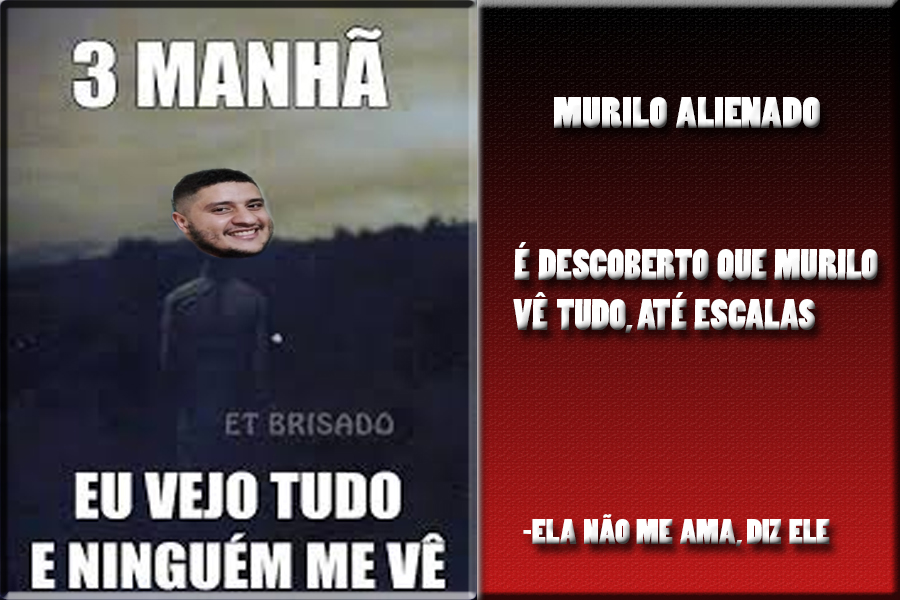 3 MANHÃ
ET BRISADO
EU VEJO TUDO
E NINGUÉM ME VÊ
MURILO ALIENADO
É DESCOBERTO QUE MURILO
VÊ TUDO, ATÉ ESCALAS
-ELA NÃO ME AMA, DIZ ELE